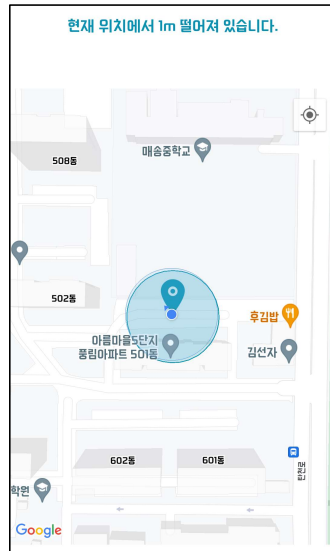 현재 위치에서 1m 떨어져 있습니다.
508동
매송중학교
502동
후김밥
아름마을5단지
풍림아파트 501동
김선자
602동
601동
학원
Google